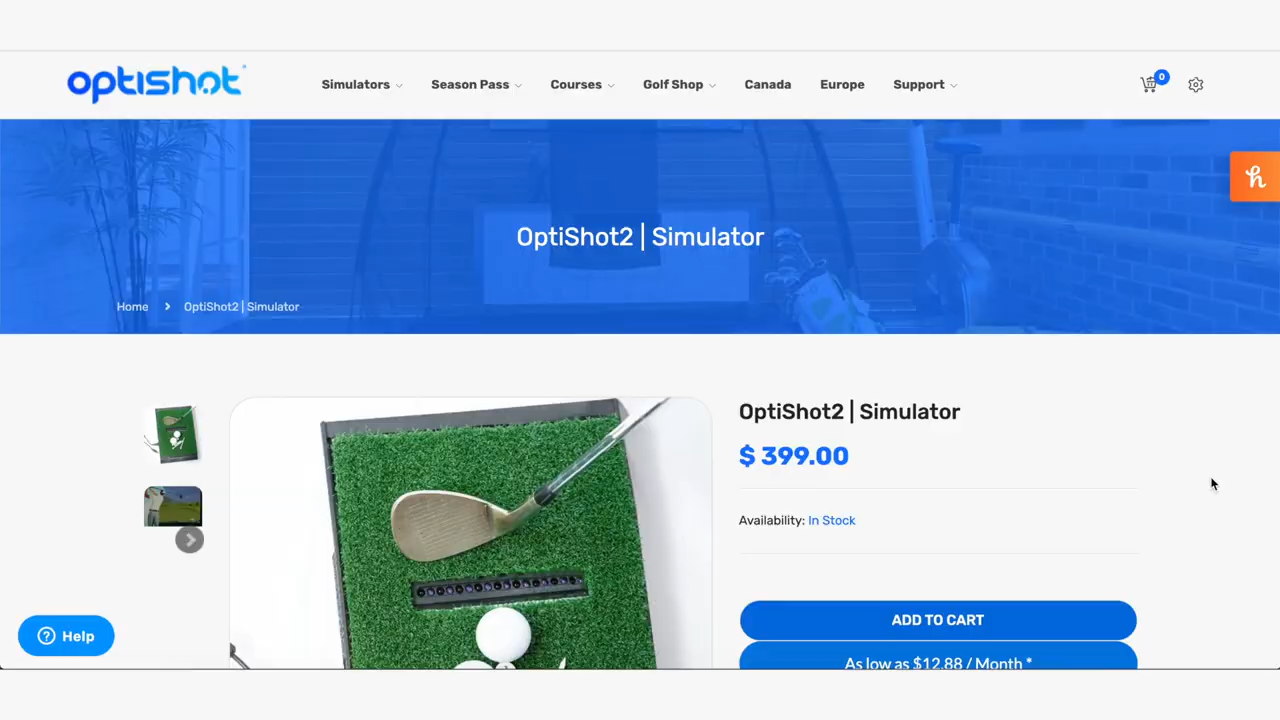 optishot
Simulators
Season Pass
Courses
Golf Shop
Canada
Europe
Support
0
h
OptiShot2 | Simulator
Home
OptiShot2 | Simulator
OptiShot2 | Simulator
$ 399.00
Availability: In Stock
ADD TO CART
As low as $12.88 / Month *
? Help